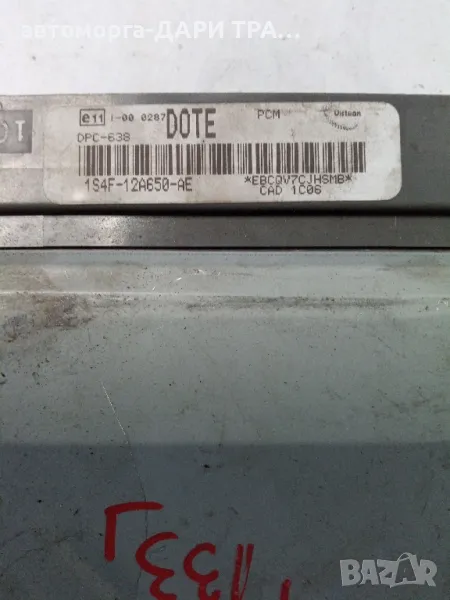 автоморга-ДАРИ ТРА...
e11 1-00 0287 DOTE PCM Visteon
DPC-638
1S4F-12A650-AE *EBCQV7CJHSMB*
CAD 1C06
BAZAR
bg